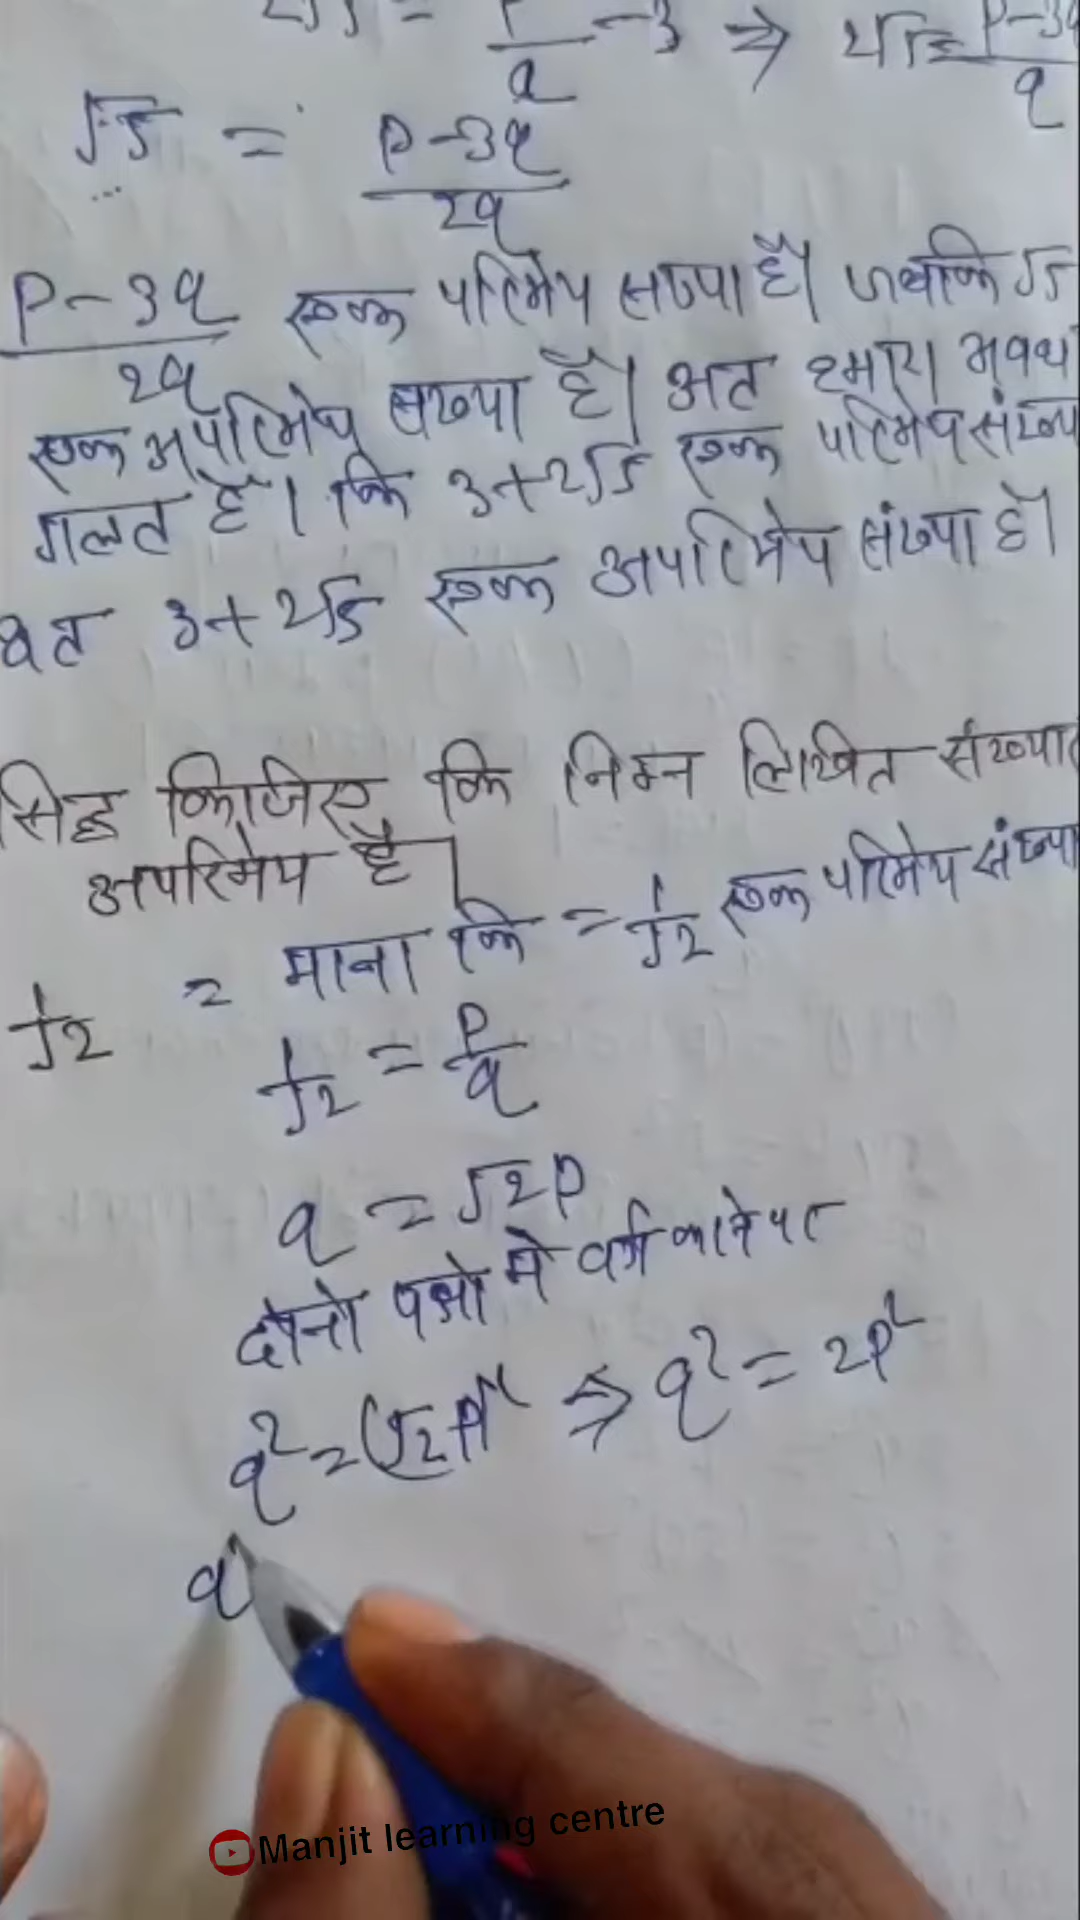 √5 = (p-3q)/2q
(p-3q)/2q एक परिमेय संख्या है। जबकि √5
एक अपरिमेय संख्या है। अत हमारा
गलत है। कि 3+2√5 एक परिमेय संख्या
3+2√5 एक अपरिमेय संख्या है।
सिद्ध किजिए कि निम्न लिखित संख्या
अपरिमेय है।
1/√2 = माना कि = 1/√2 एक परिमेय संख्या
1/√2 = p/q
q = √2p
दोनो पक्षो मे वर्ग करने पर
q² = (√2p)² ⇒ q² = 2p²
q
Manjit learning centre